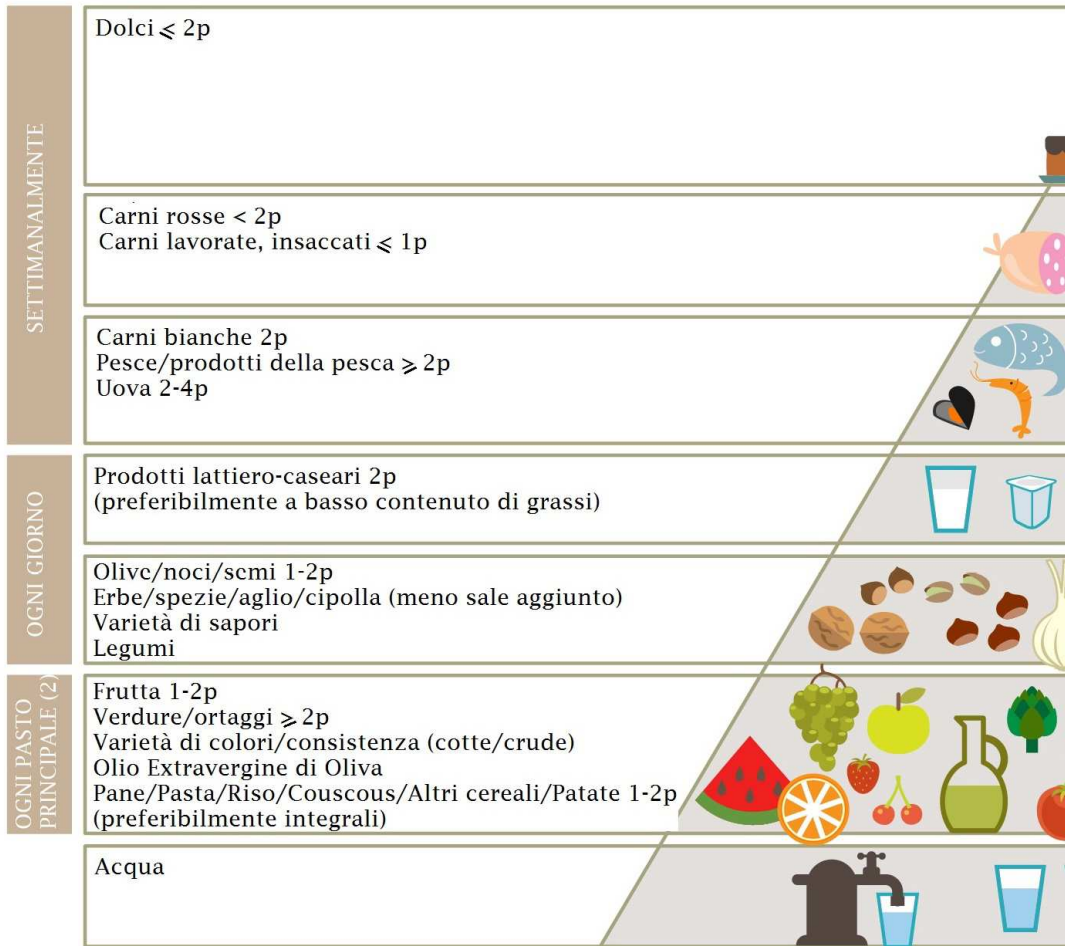 SETTIMANALMENTE
Dolci ⩽ 2p
Carni rosse < 2p
Carni lavorate, insaccati ⩽ 1p
Carni bianche 2p
Pesce/prodotti della pesca ⩾ 2p
Uova 2-4p
OGNI GIORNO
Prodotti lattiero-caseari 2p
(preferibilmente a basso contenuto di grassi)
Olive/noci/semi 1-2p
Erbe/spezie/aglio/cipolla (meno sale aggiunto)
Varietà di sapori
Legumi
OGNI PASTO
PRINCIPALE (2)
Frutta 1-2p
Verdure/ortaggi ⩾ 2p
Varietà di colori/consistenza (cotte/crude)
Olio Extravergine di Oliva
Pane/Pasta/Riso/Couscous/Altri cereali/Patate 1-2p
(preferibilmente integrali)
Acqua